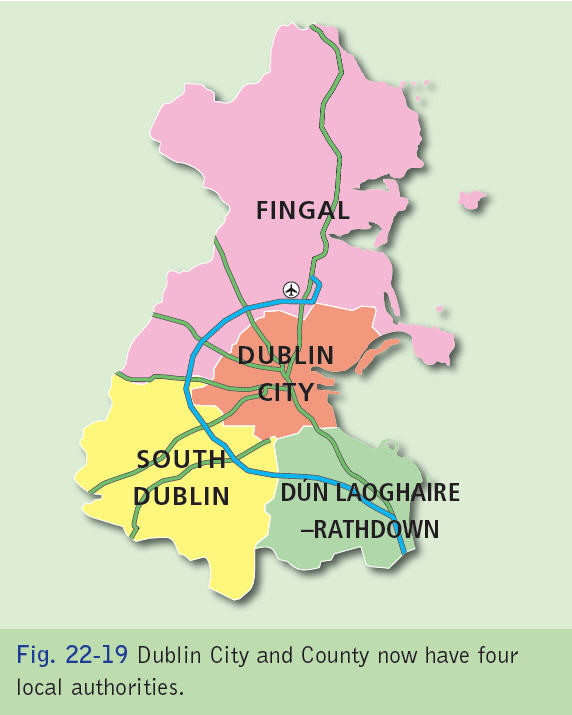 FINGAL
DUBLIN
CITY
SOUTH
DUBLIN
DÚN LAOGHAIRE
–RATHDOWN
Fig. 22-19 Dublin City and County now have four
local authorities.